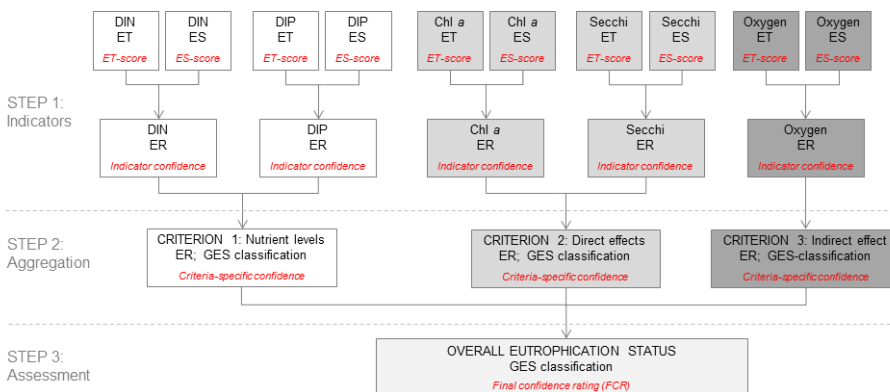 DIN
ET
ET-score
DIN
ES
ES-score
DIP
ET
ET-score
DIP
ES
ES-score
Chl a
ET
ET-score
Chl a
ES
ES-score
Secchi
ET
ET-score
Secchi
ES
ES-score
Oxygen
ET
ET-score
Oxygen
ES
ES-score
STEP 1:
Indicators
DIN
ER
Indicator confidence
DIP
ER
Indicator confidence
Chl a
ER
Indicator confidence
Secchi
ER
Indicator confidence
Oxygen
ER
Indicator confidence
STEP 2:
Aggregation
CRITERION 1: Nutrient levels
ER; GES classification
Criteria-specific confidence
CRITERION 2: Direct effects
ER; GES classification
Criteria-specific confidence
CRITERION 3: Indirect effect
ER; GES-classification
Criteria-specific confidence
STEP 3:
Assessment
OVERALL EUTROPHICATION STATUS
GES classification
Final confidence rating (FCR)